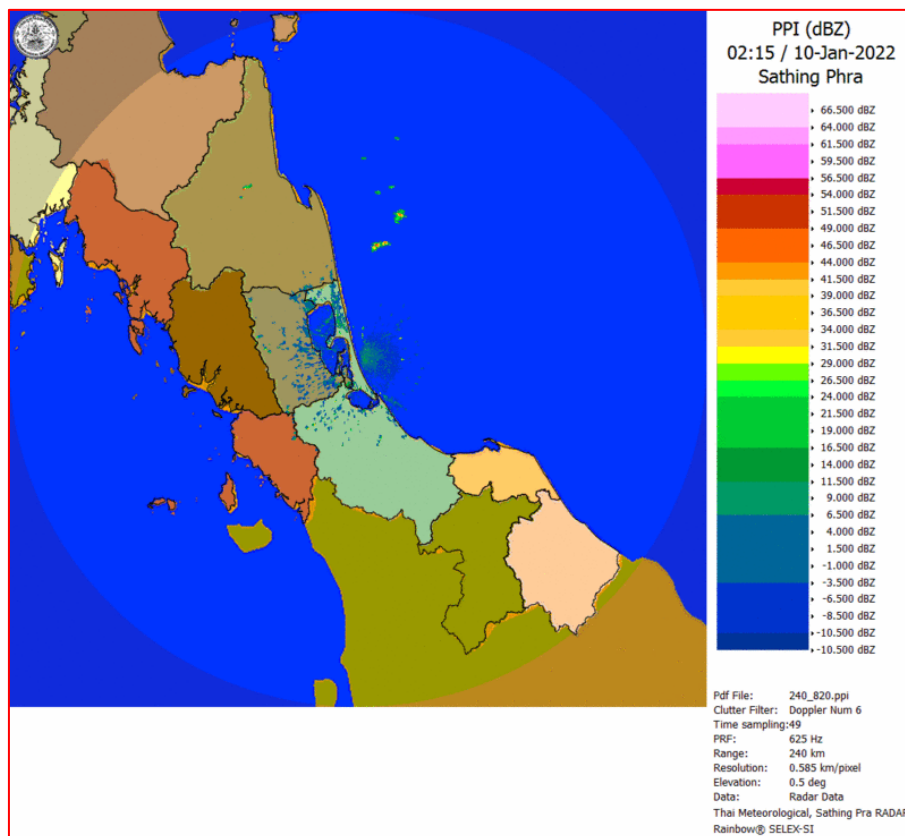 PPI (dBZ)
02:15 / 10-Jan-2022
Sathing Phra
66.500 dBZ
64.000 dBZ
61.500 dBZ
59.500 dBZ
56.500 dBZ
54.000 dBZ
51.500 dBZ
49.000 dBZ
46.500 dBZ
44.000 dBZ
41.500 dBZ
39.000 dBZ
36.500 dBZ
34.000 dBZ
31.500 dBZ
29.000 dBZ
26.500 dBZ
24.000 dBZ
21.500 dBZ
19.000 dBZ
16.500 dBZ
14.000 dBZ
11.500 dBZ
9.000 dBZ
6.500 dBZ
4.000 dBZ
1.500 dBZ
-1.000 dBZ
-3.500 dBZ
-6.500 dBZ
-8.500 dBZ
-10.500 dBZ
-10.500 dBZ
Pdf File: 240_820.ppi
Clutter Filter: Doppler Num 6
Time sampling:49
PRF: 625 Hz
Range: 240 km
Resolution: 0.585 km/pixel
Elevation: 0.5 deg
Data: Radar Data
Thai Meteorological, Sathing Pra RADAR
Rainbow® SELEX-SI